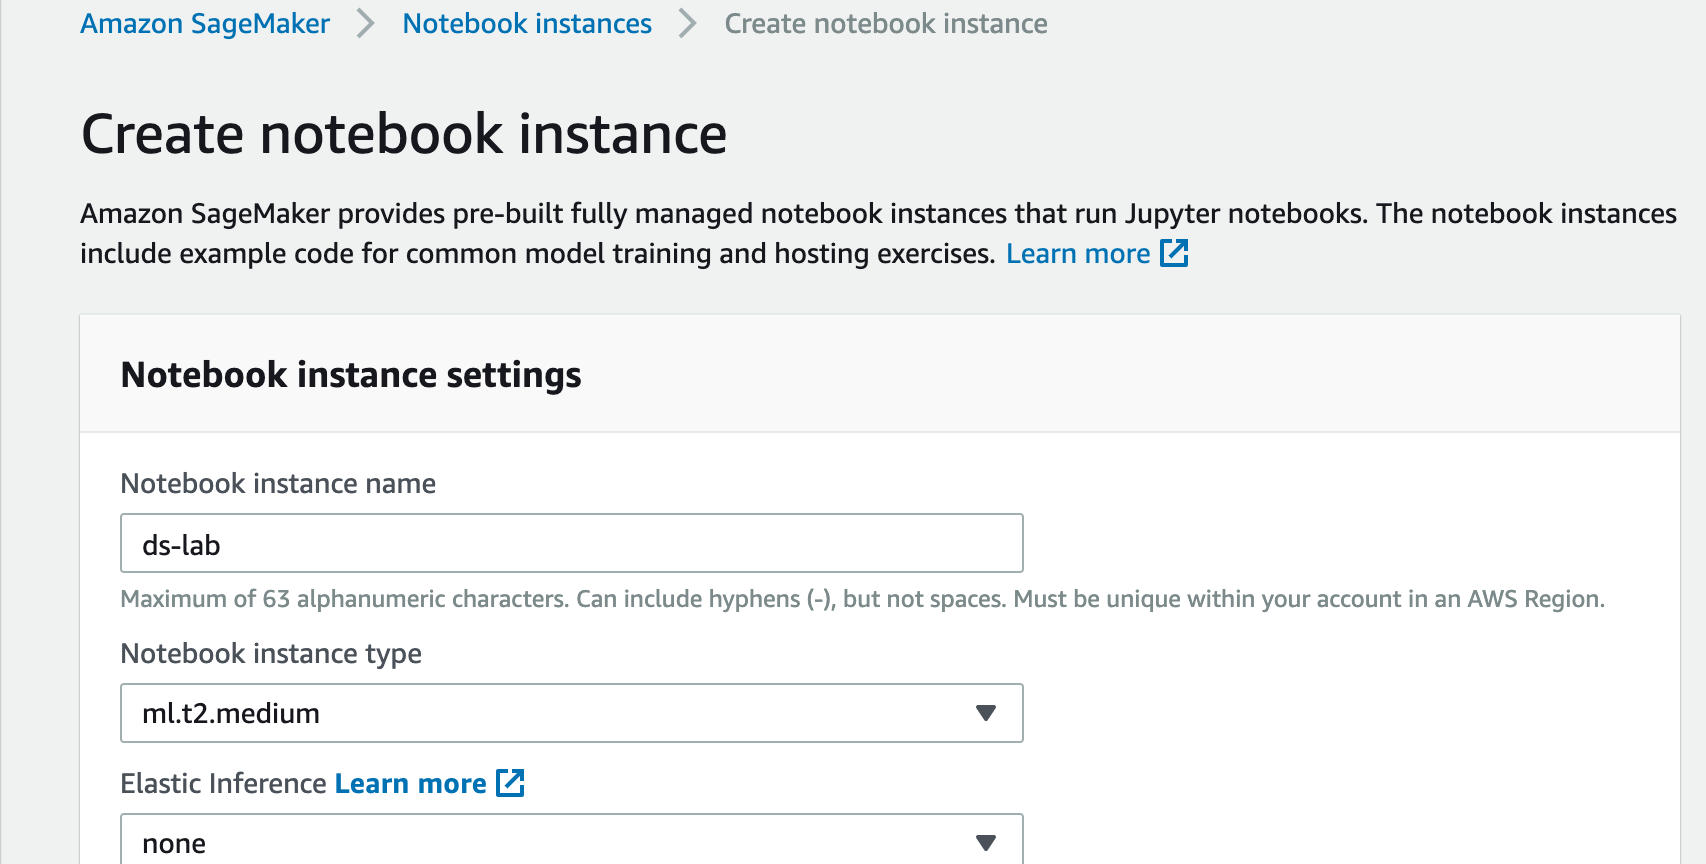 Amazon SageMaker > Notebook instances > Create notebook instance
Create notebook instance
Amazon SageMaker provides pre-built fully managed notebook instances that run Jupyter notebooks. The notebook instances
include example code for common model training and hosting exercises. Learn more
Notebook instance settings
Notebook instance name
ds-lab
Maximum of 63 alphanumeric characters. Can include hyphens (-), but not spaces. Must be unique within your account in an AWS Region.
Notebook instance type
ml.t2.medium
Elastic Inference Learn more
none